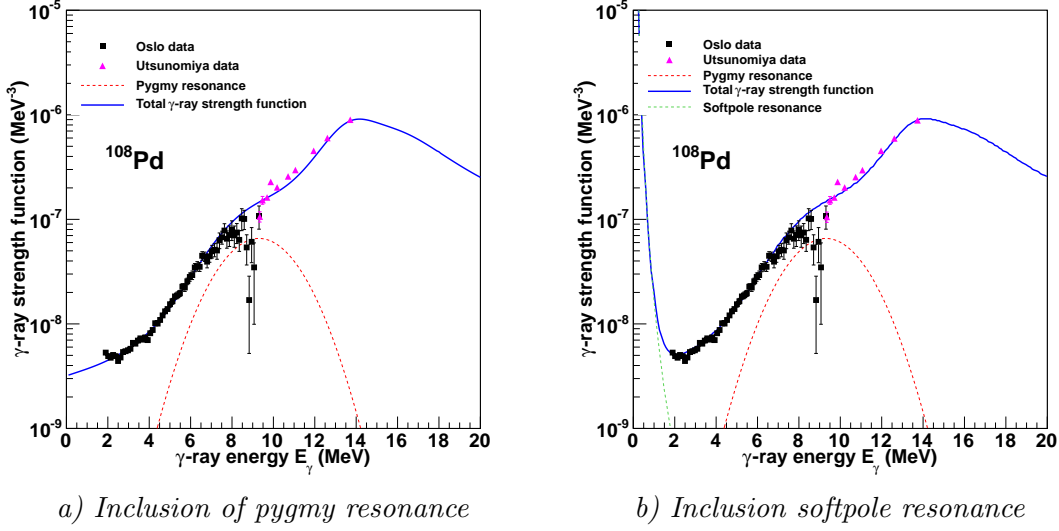 10⁻⁵
10⁻⁶
10⁻⁷
10⁻⁸
10⁻⁹
γ-ray strength function (MeV⁻³)
Oslo data
Utsunomiya data
Pygmy resonance
Total γ-ray strength function
¹⁰⁸Pd
0 2 4 6 8 10 12 14 16 18 20
γ-ray energy E_γ (MeV)
a) Inclusion of pygmy resonance
10⁻⁵
10⁻⁶
10⁻⁷
10⁻⁸
10⁻⁹
γ-ray strength function (MeV⁻³)
Oslo data
Utsunomiya data
Pygmy resonance
Total γ-ray strength function
Softpole resonance
¹⁰⁸Pd
0 2 4 6 8 10 12 14 16 18 20
γ-ray energy E_γ (MeV)
b) Inclusion softpole resonance